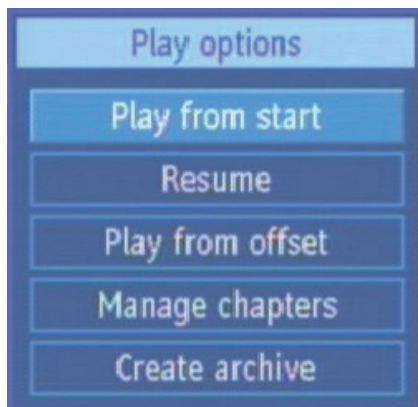 Play options
Play from start
Resume
Play from offset
Manage chapters
Create archive